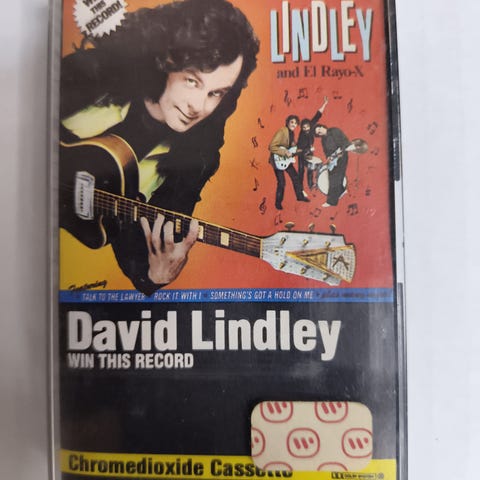 WIN
THIS
RECORD!
LINDLEY
and El Rayo-X
Featuring
TALK TO THE LAWYER • ROCK IT WITH I • SOMETHING'S GOT A HOLD ON ME •
David Lindley
WIN THIS RECORD
Chromedioxide Cassette